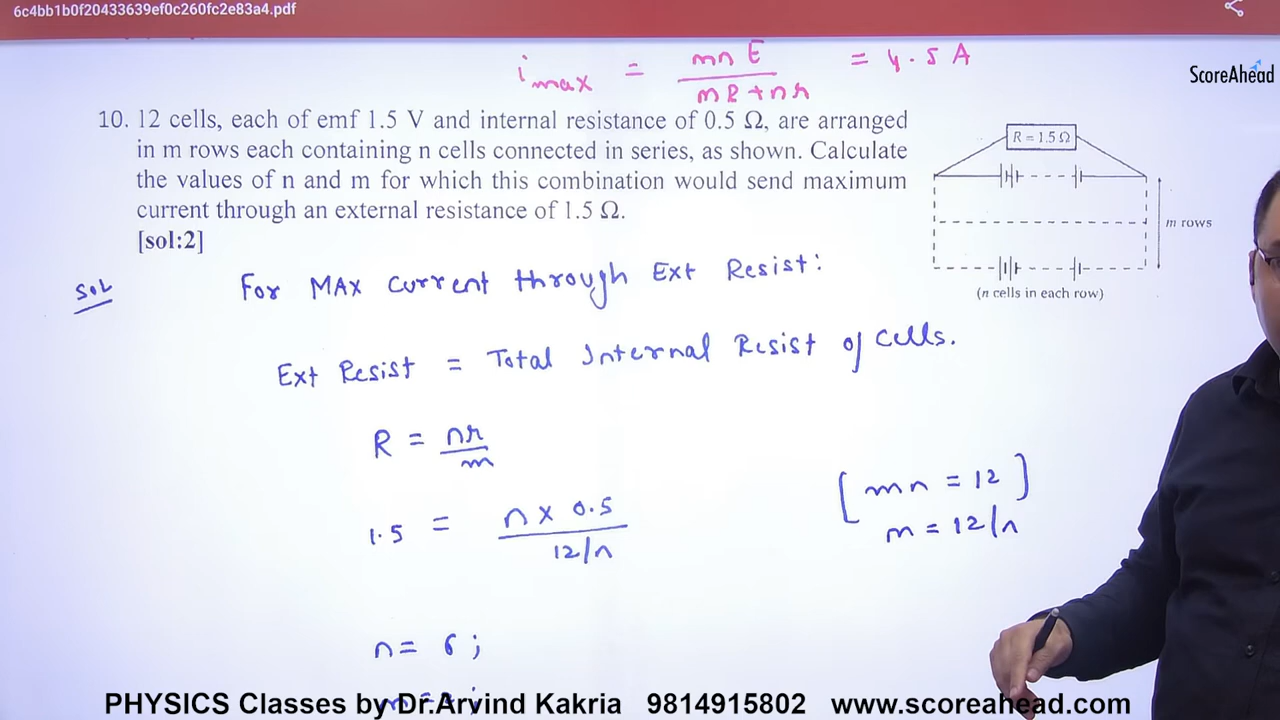 6c4bb1b0f20433639ef0c260fc2e83a4.pdf
i max = mnE / mR + nr = 4.5 A
ScoreAhead
10. 12 cells, each of emf 1.5 V and internal resistance of 0.5 Ω, are arranged
in m rows each containing n cells connected in series, as shown. Calculate
the values of n and m for which this combination would send maximum
current through an external resistance of 1.5 Ω.
[sol:2]
R = 1.5 Ω
m rows
(n cells in each row)
Sol
For MAX Current through Ext Resist:
Ext Resist = Total Internal Resist of Cells.
R = nr / m
[ mn = 12 ]
m = 12/n
1.5 = n x 0.5 / 12/n
n = 6 ;
PHYSICS Classes by Dr.Arvind Kakria 9814915802 www.scoreahead.com